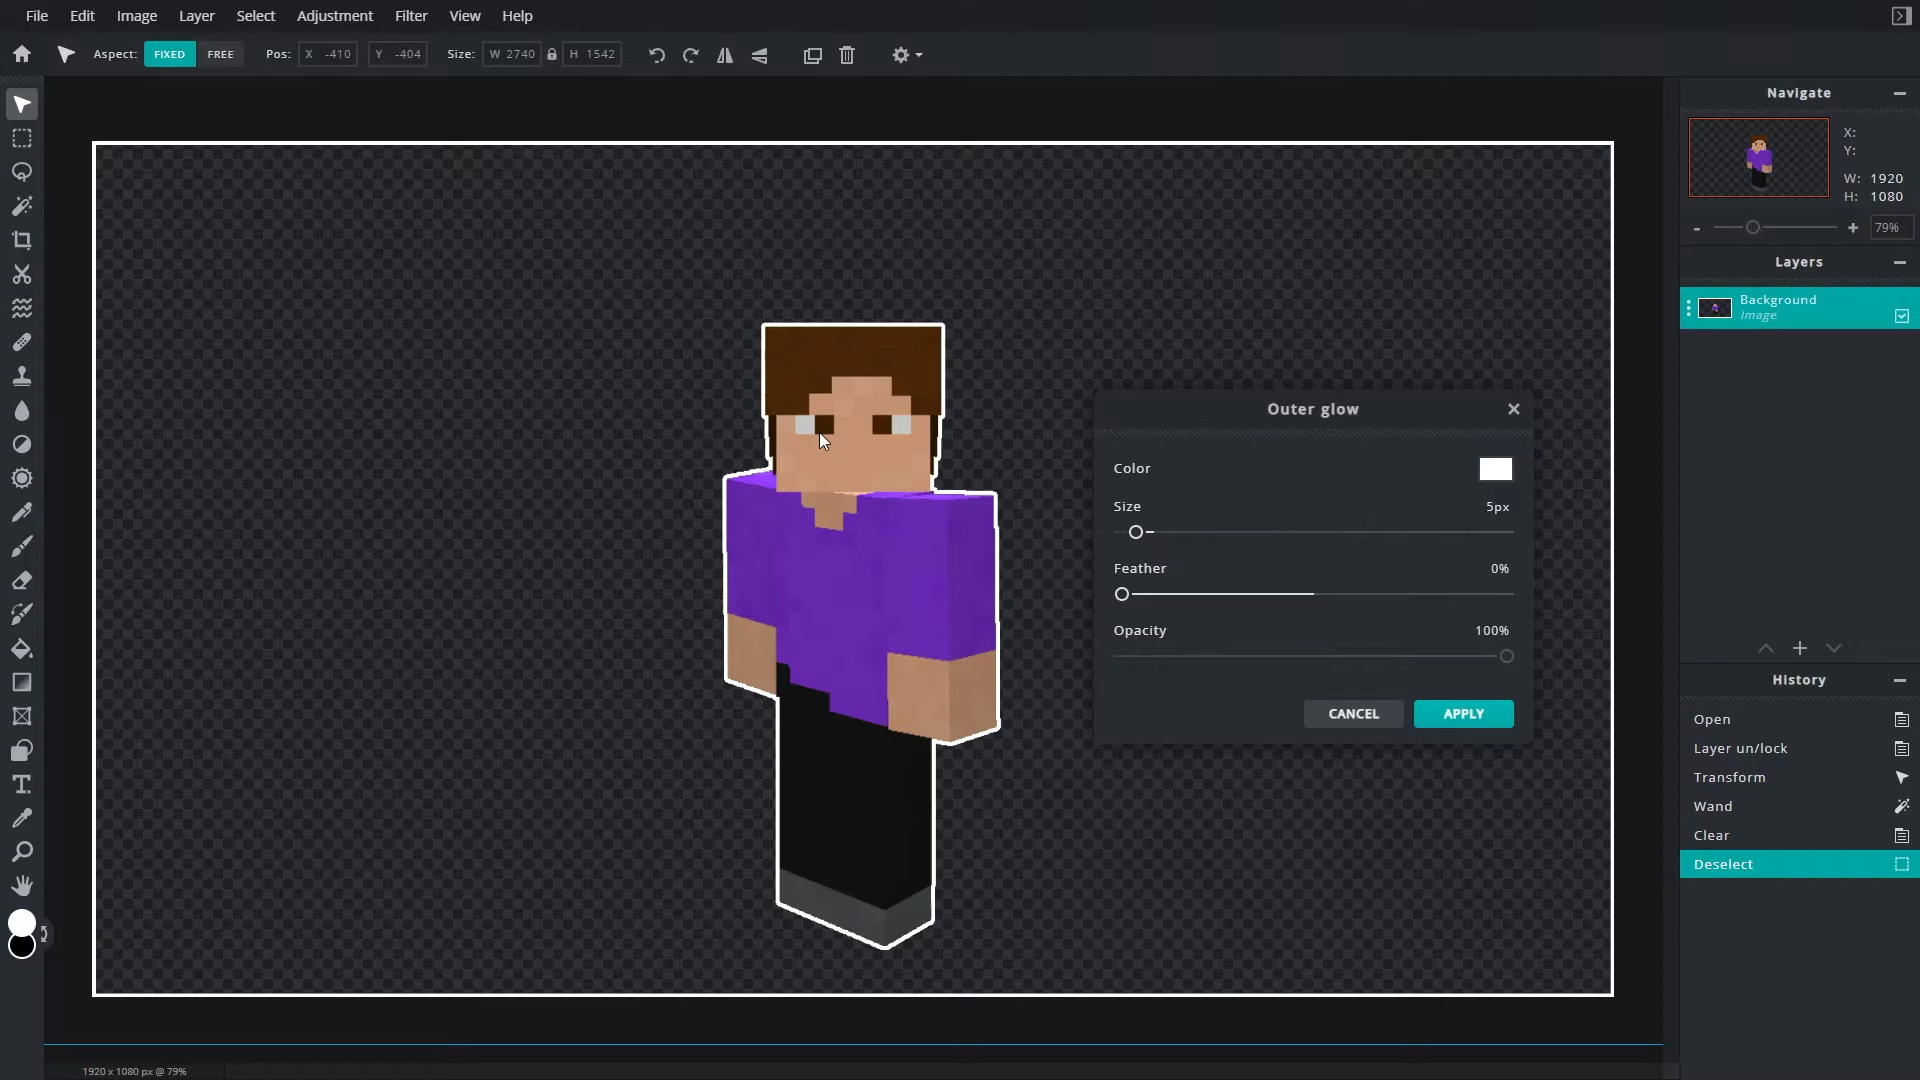 File Edit Image Layer Select Adjustment Filter View Help
Aspect: FIXED FREE Pos: X -410 Y -404 Size: W 2740 H 1542
Navigate
X:
Y:
W: 1920
H: 1080
- + 79%
Layers
Background
Image
Outer glow
Color
Size 5px
Feather 0%
Opacity 100%
CANCEL APPLY
History
Open
Layer un/lock
Transform
Wand
Clear
Deselect
1920 x 1080 px @ 79%